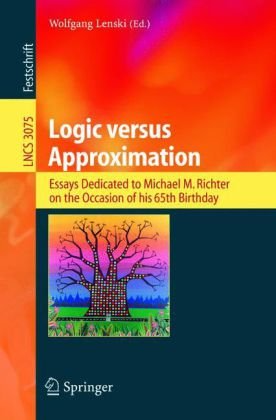 Wolfgang Lenski (Ed.)
Festschrift
LNCS 3075
Logic versus
Approximation
Essays Dedicated to Michael M. Richter
on the Occasion of his 65th Birthday
Springer